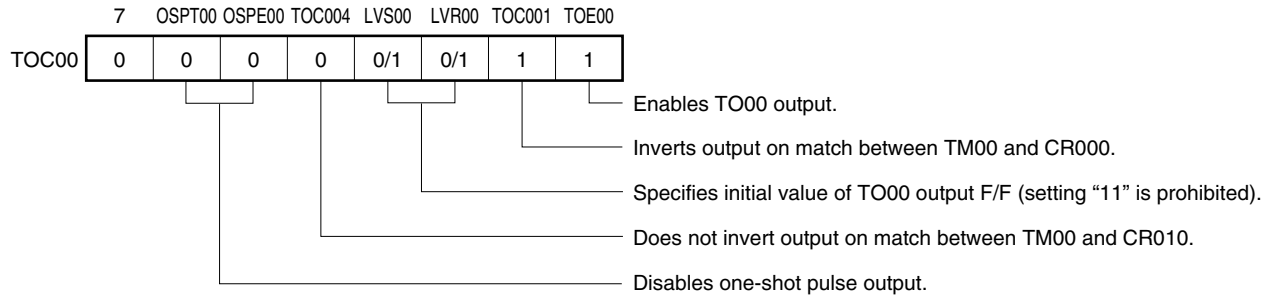 7 OSPT00 OSPE00 TOC004 LVS00 LVR00 TOC001 TOE00
TOC00 0 0 0 0 0/1 0/1 1 1
Enables TO00 output.
Inverts output on match between TM00 and CR000.
Specifies initial value of TO00 output F/F (setting “11” is prohibited).
Does not invert output on match between TM00 and CR010.
Disables one-shot pulse output.